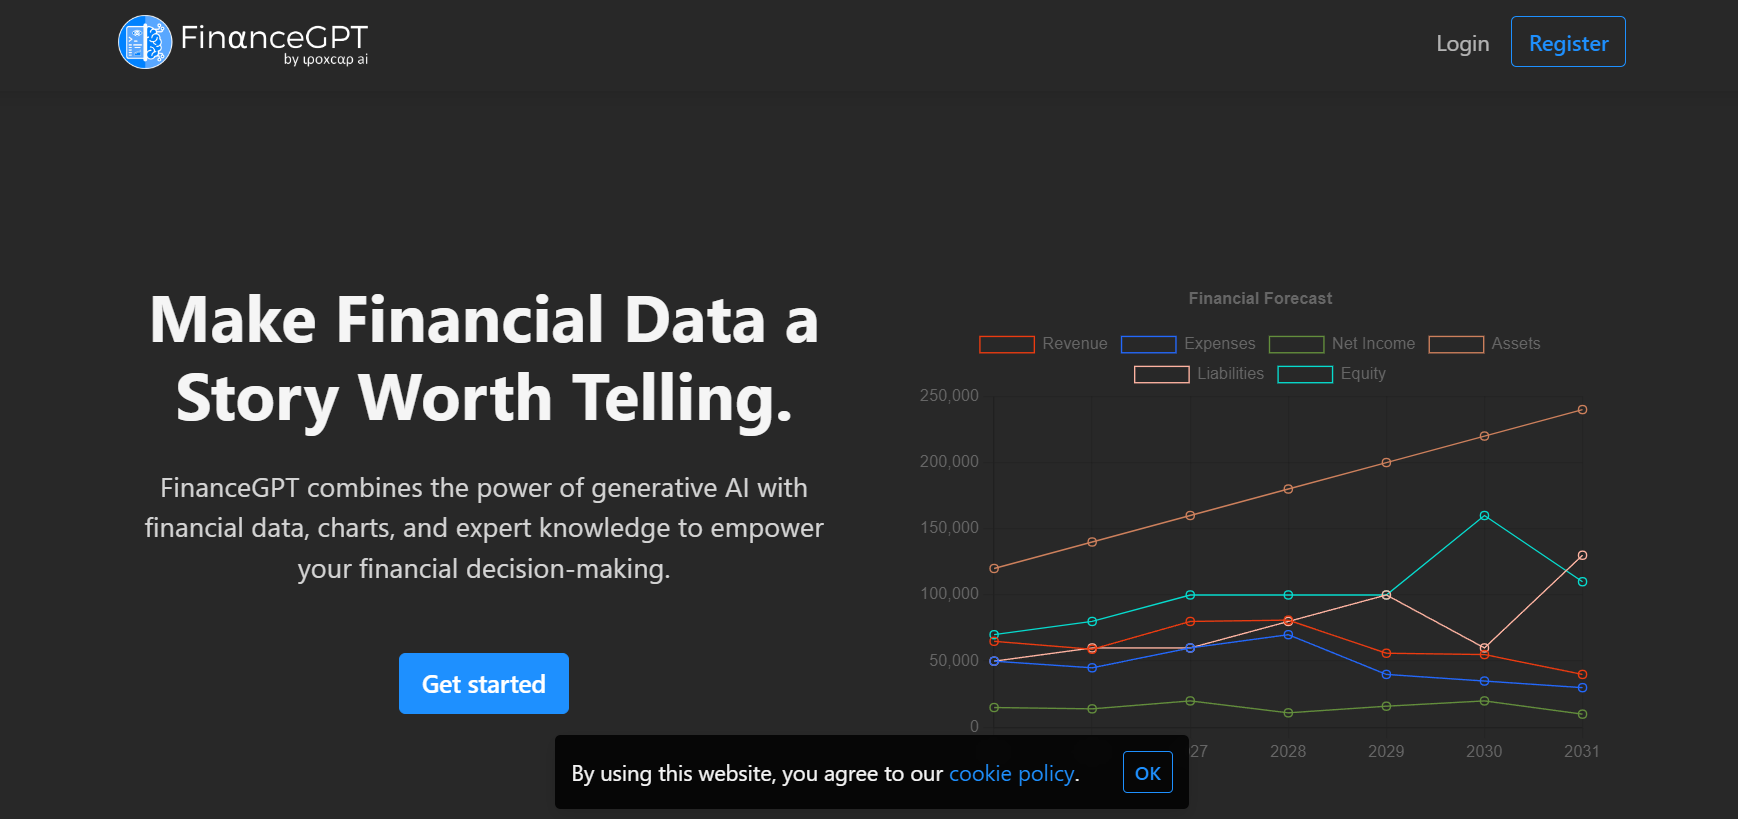 FinαnceGPT
by ιροxcαρ ai
Login
Register
Make Financial Data a
Story Worth Telling.
FinanceGPT combines the power of generative AI with
financial data, charts, and expert knowledge to empower
your financial decision-making.
Get started
Financial Forecast
Revenue
Expenses
Net Income
Assets
Liabilities
Equity
250,000
200,000
150,000
100,000
50,000
0
27
2028
2029
2030
2031
By using this website, you agree to our cookie policy.
OK